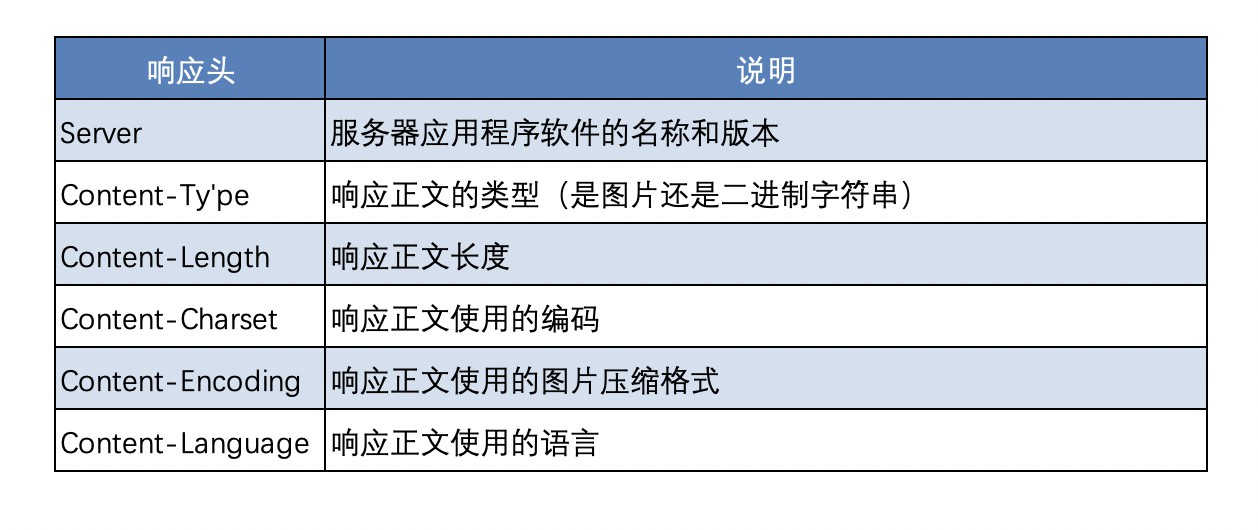 响应头 说明
Server 服务器应用程序软件的名称和版本
Content-Ty'pe 响应正文的类型（是图片还是二进制字符串）
Content-Length 响应正文长度
Content-Charset 响应正文使用的编码
Content-Encoding 响应正文使用的图片压缩格式
Content-Language 响应正文使用的语言